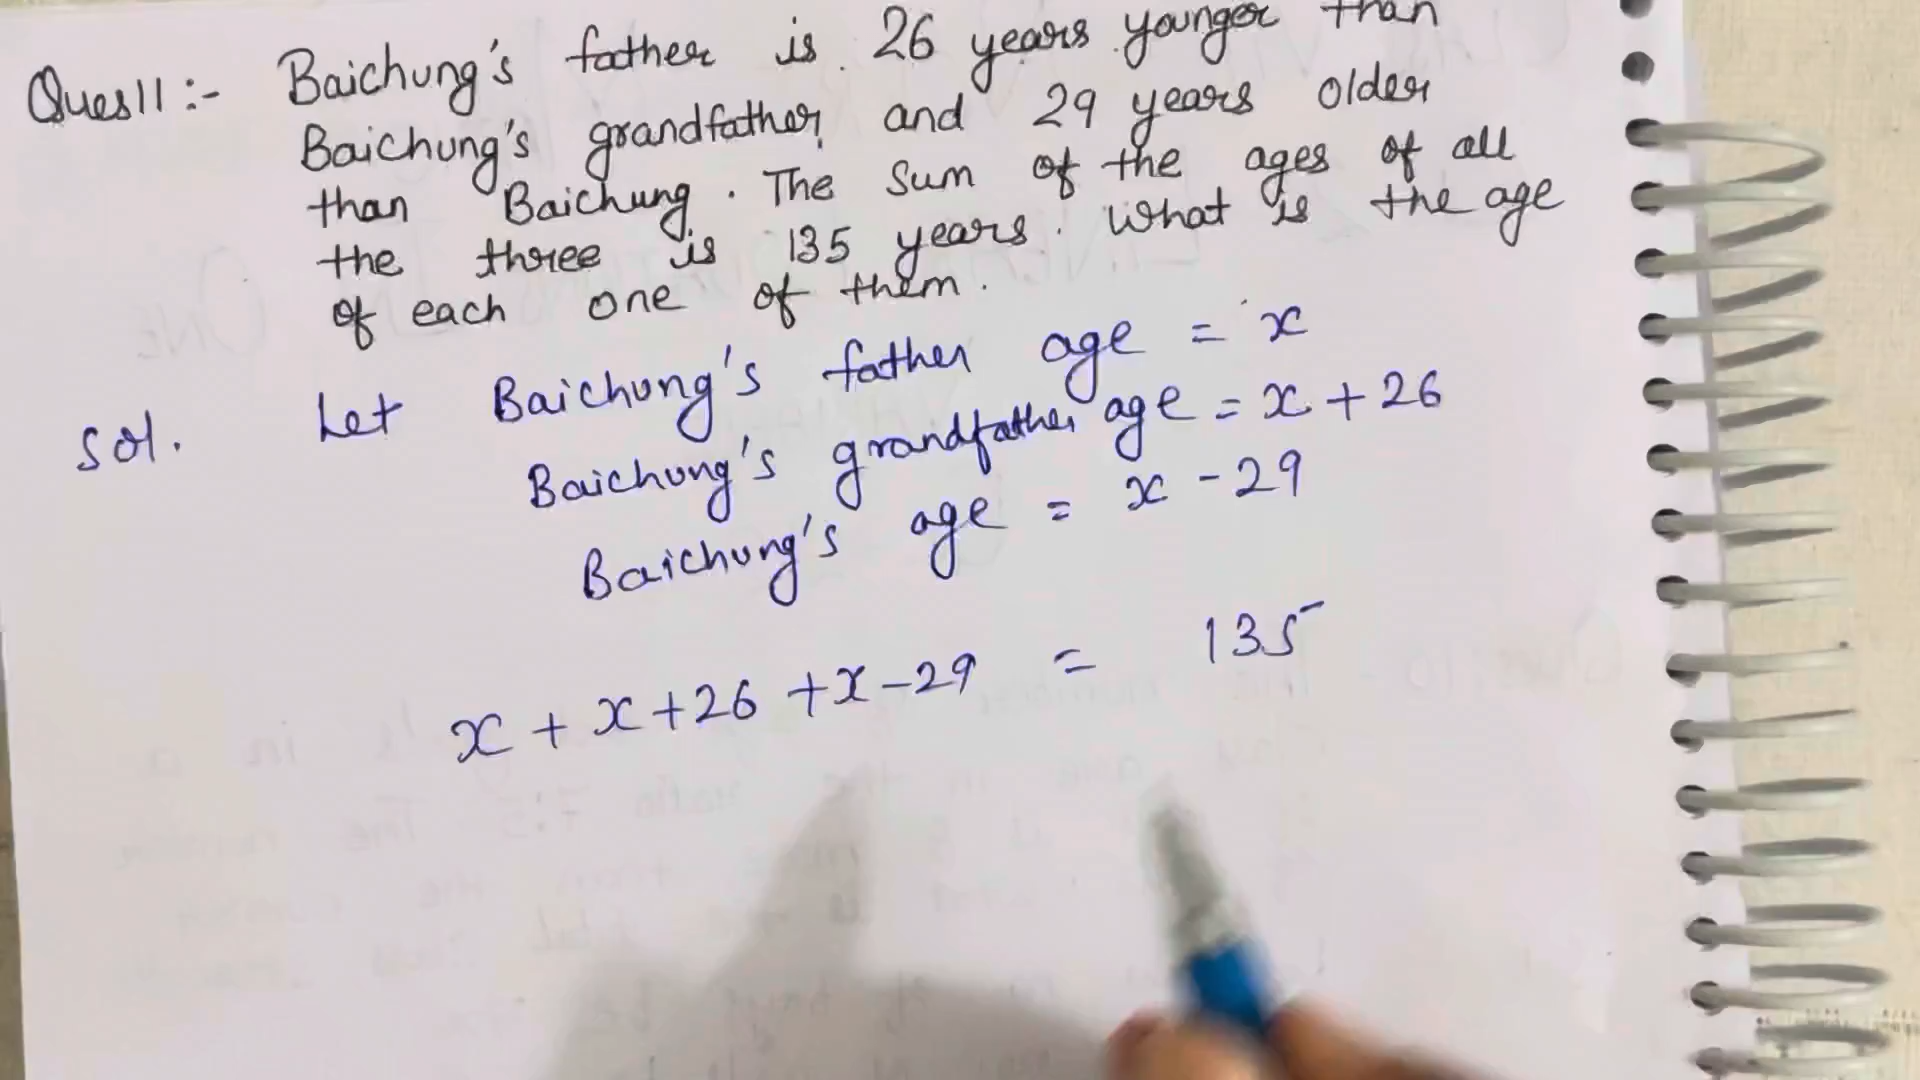 Ques11:- Baichung's father is 26 years younger than
Baichung's grandfather and 29 years older
than Baichung. The Sum of the ages of all
the three is 135 years. What is the age
of each one of them.
Sol. Let Baichung's father age = x
Baichung's grandfather age = x + 26
Baichung's age = x - 29
x + x + 26 + x - 29 = 135